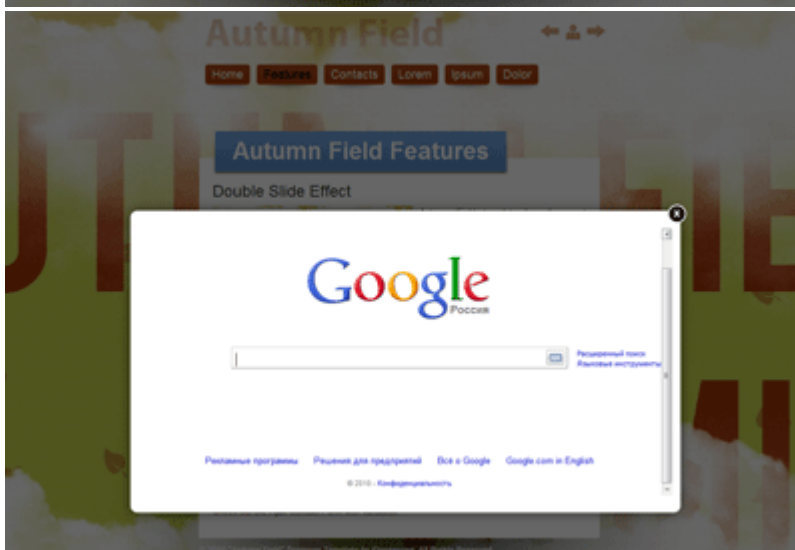 Autumn Field
Home Features Contacts Lorem Ipsum Dolor
Autumn Field Features
Double Slide Effect
Google
Россия
Расширенный поиск
Языковые инструменты
Рекламные программы Решения для предприятий Всё о Google Google.com in English
© 2010 - Конфиденциальность